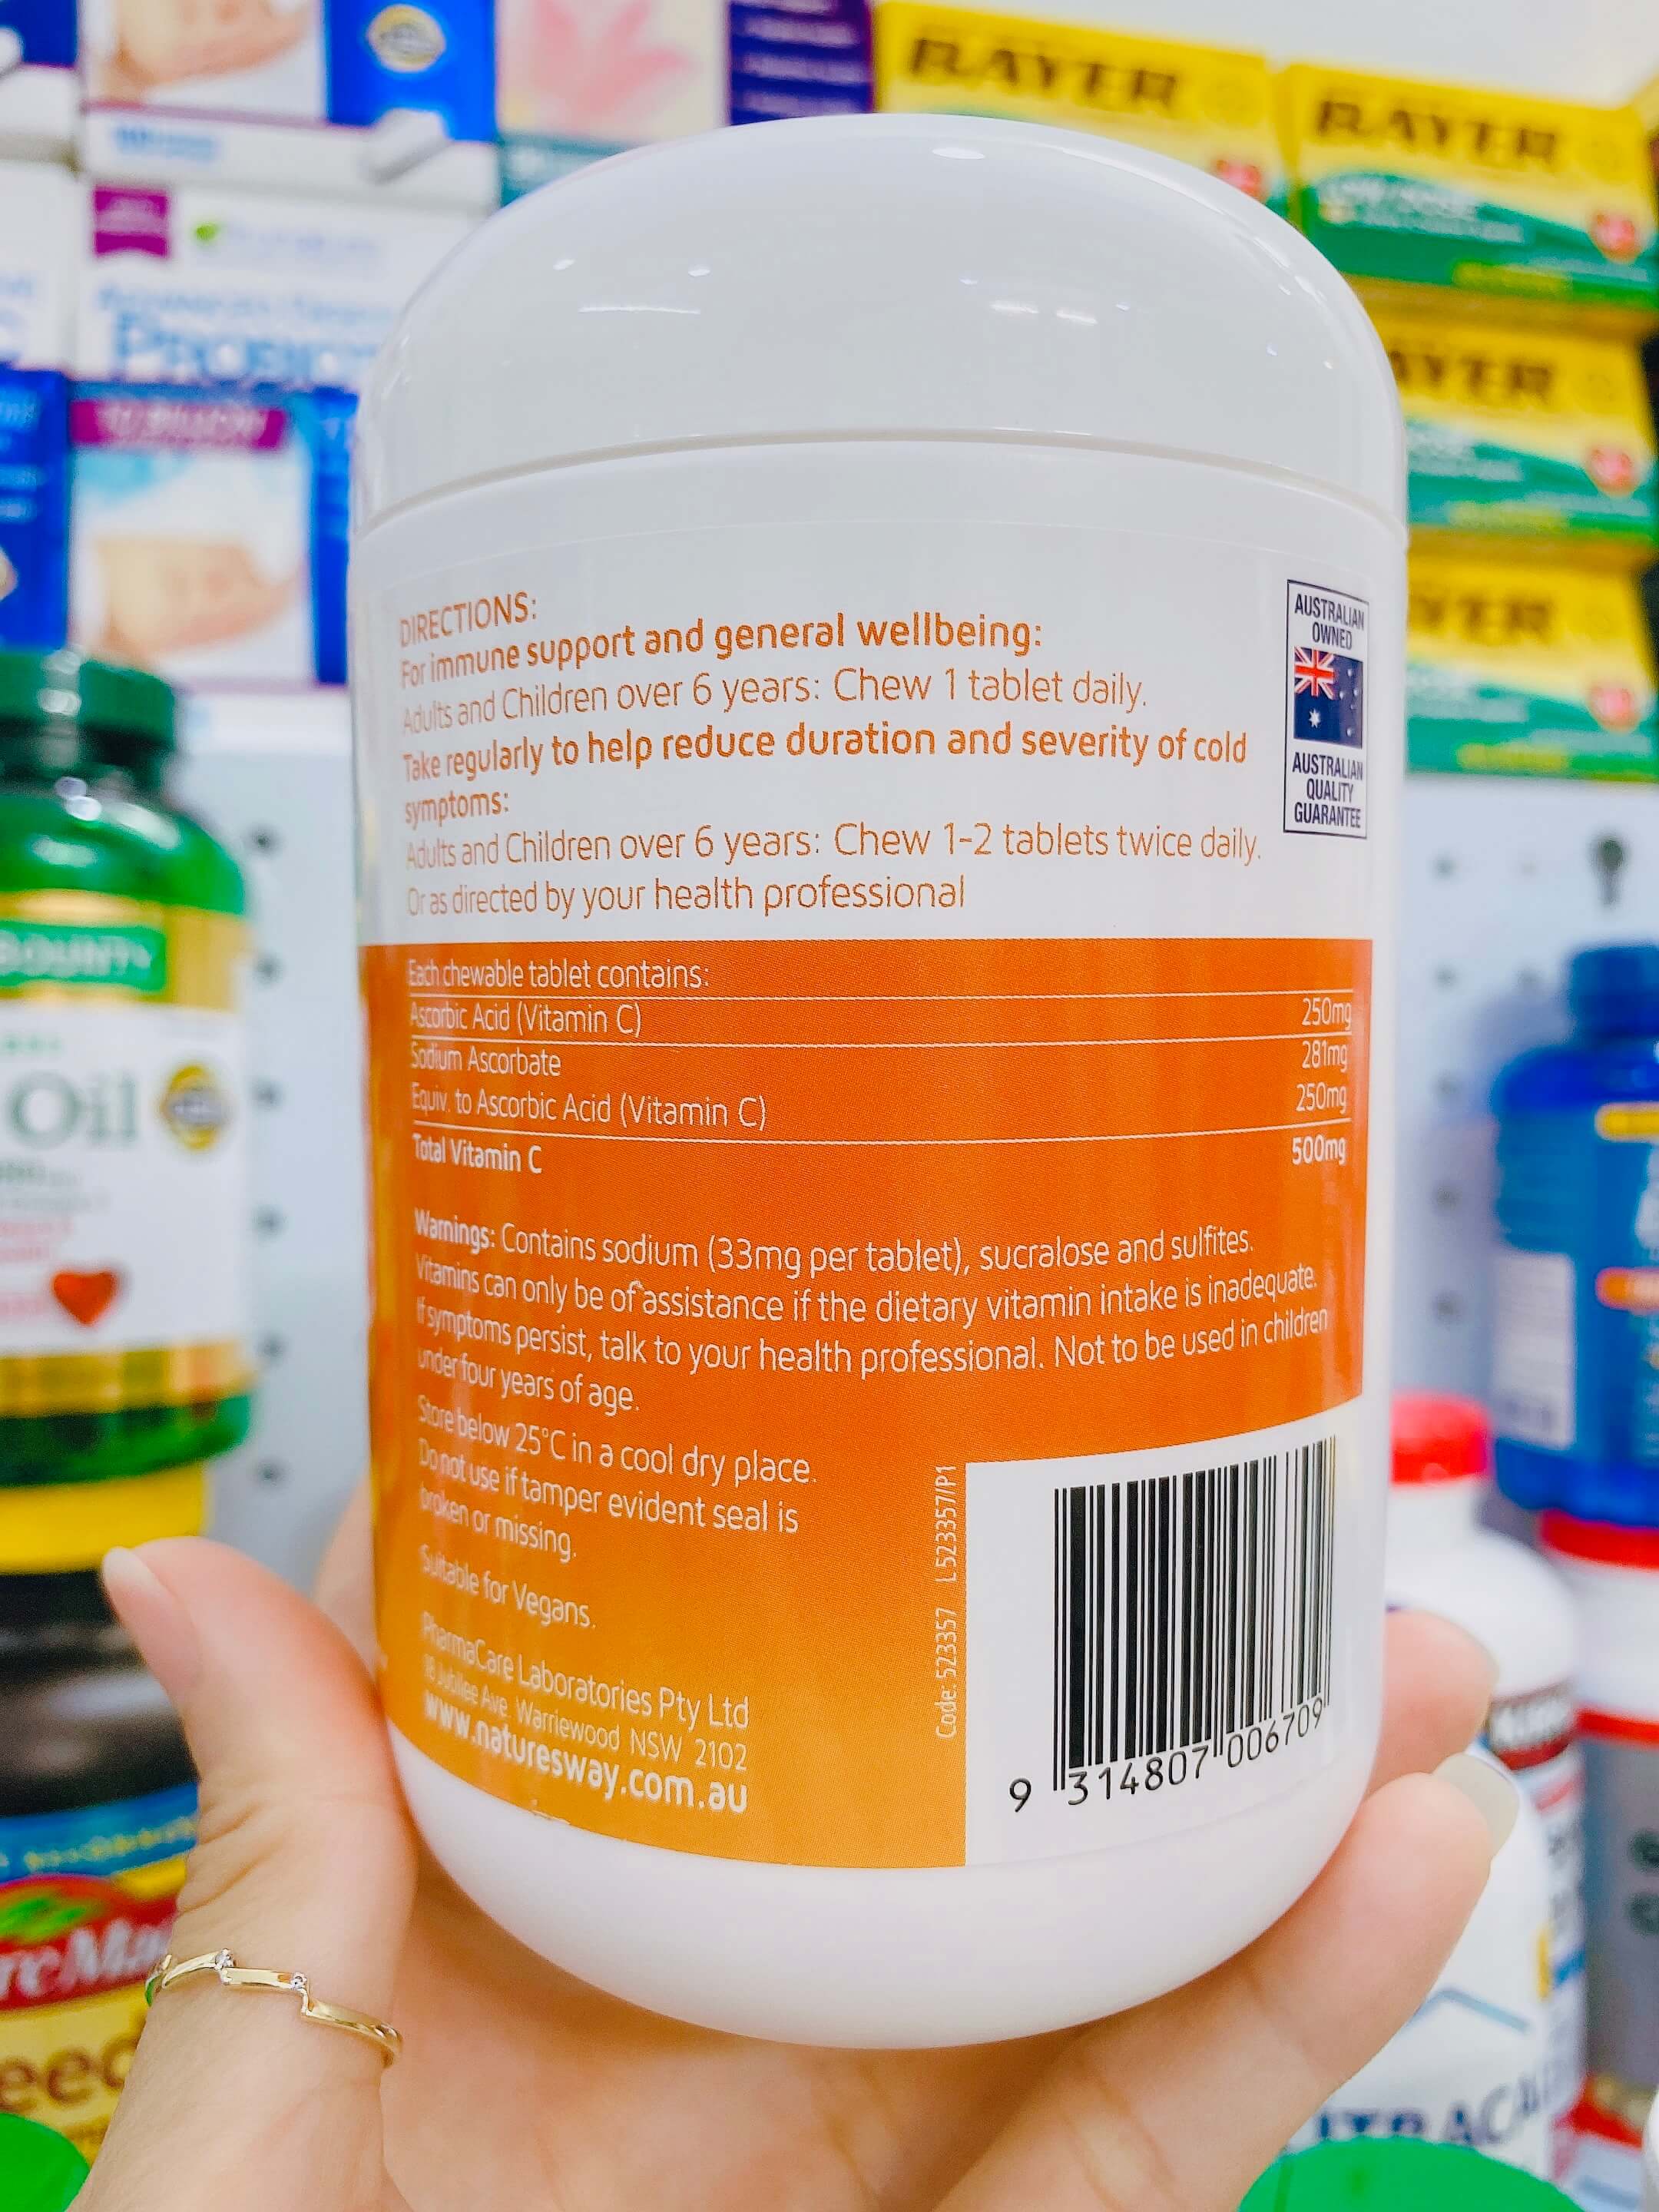 BAYER
BAYER
PROBIOT
10 BILLION
AYER
AYER
DIRECTIONS:
For immune support and general wellbeing:
Adults and Children over 6 years: Chew 1 tablet daily.
Take regularly to help reduce duration and severity of cold
symptoms:
Adults and Children over 6 years: Chew 1-2 tablets twice daily.
Or as directed by your health professional
AUSTRALIAN
OWNED
AUSTRALIAN
QUALITY
GUARANTEE
Each chewable tablet contains:
Ascorbic Acid (Vitamin C) 250mg
Sodium Ascorbate 281mg
Equiv. to Ascorbic Acid (Vitamin C) 250mg
Total Vitamin C 500mg
Warnings: Contains sodium (33mg per tablet), sucralose and sulfites.
Vitamins can only be of assistance if the dietary vitamin intake is inadequate.
If symptoms persist, talk to your health professional. Not to be used in children
under four years of age.
Store below 25°C in a cool dry place.
Do not use if tamper evident seal is
broken or missing.
Suitable for Vegans.
PharmaCare Laboratories Pty Ltd
18 Jubilee Ave Warriewood NSW 2102
www.naturesway.com.au
Code: 523357 L523357/P1
9 314807 006709
BOUNTY
Oil